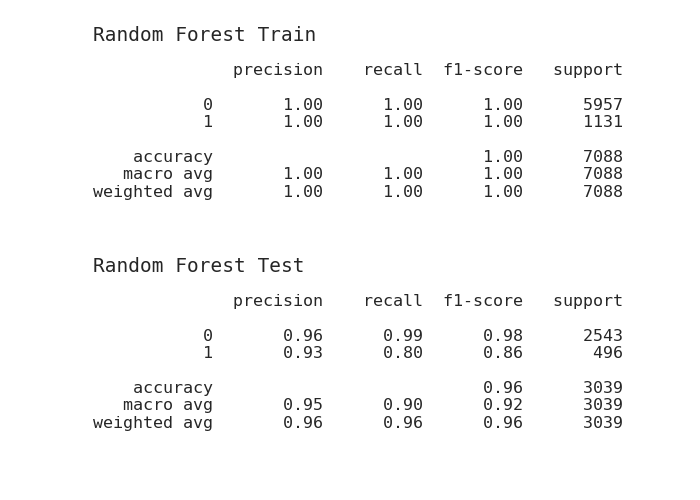 Random Forest Train
precision recall f1-score support
0 1.00 1.00 1.00 5957
1 1.00 1.00 1.00 1131
accuracy 1.00 7088
macro avg 1.00 1.00 1.00 7088
weighted avg 1.00 1.00 1.00 7088
Random Forest Test
precision recall f1-score support
0 0.96 0.99 0.98 2543
1 0.93 0.80 0.86 496
accuracy 0.96 3039
macro avg 0.95 0.90 0.92 3039
weighted avg 0.96 0.96 0.96 3039